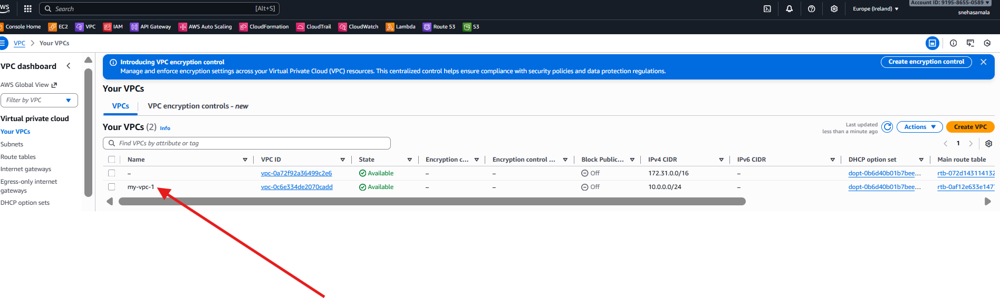 Search [Alt+S] Europe (Ireland) Account ID: 9195-8655-0589
snehasamala
Console Home EC2 VPC IAM API Gateway AWS Auto Scaling CloudFormation CloudTrail CloudWatch Lambda Route 53 S3
VPC > Your VPCs
VPC dashboard
AWS Global View
Filter by VPC
Virtual private cloud
Your VPCs
Subnets
Route tables
Internet gateways
Egress-only internet
gateways
DHCP option sets
Introducing VPC encryption control
Manage and enforce encryption settings across your Virtual Private Cloud (VPC) resources. This centralized control helps ensure compliance with security policies and data protection regulations.
Create encryption control
Your VPCs
VPCs VPC encryption controls - new
Your VPCs (2) Info
Last updated
less than a minute ago
Actions Create VPC
Find VPCs by attribute or tag
1
Name VPC ID State Encryption c... Encryption control ... Block Public... IPv4 CIDR IPv6 CIDR DHCP option set Main route table
– vpc-0a72f92a36499c2e6 Available – – Off 172.31.0.0/16 – dopt-0b6d40b01b7bee... rtb-072d143114132
my-vpc-1 vpc-0c6e334de2070cadd Available – – Off 10.0.0.0/24 – dopt-0b6d40b01b7bee... rtb-0af12e633e147